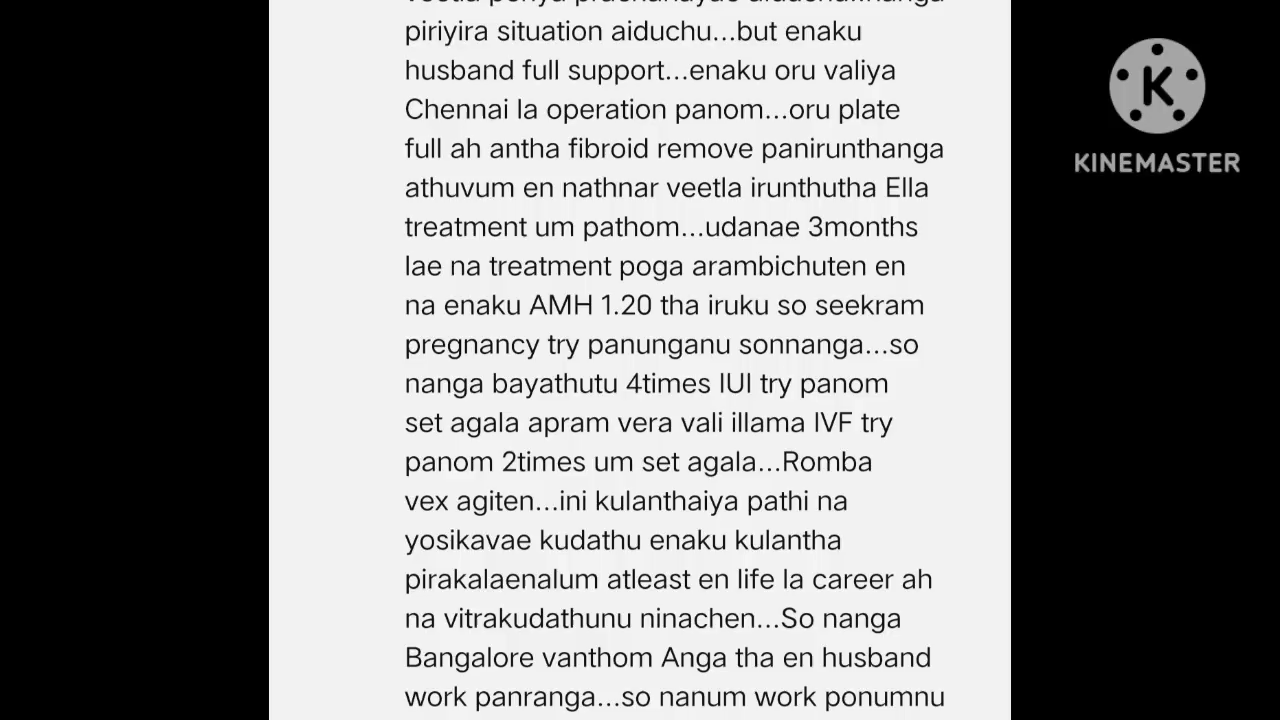 piriyira situation aiduchu...but enaku
husband full support...enaku oru valiya
Chennai la operation panom...oru plate
full ah antha fibroid remove panirunthanga
athuvum en nathnar veetla irunthutha Ella
treatment um pathom...udanae 3months
lae na treatment poga arambichuten en
na enaku AMH 1.20 tha iruku so seekram
pregnancy try panunganu sonnanga...so
nanga bayathutu 4times IUI try panom
set agala apram vera vali illama IVF try
panom 2times um set agala...Romba
vex agiten...ini kulanthaiya pathi na
yosikavae kudathu enaku kulantha
pirakalaenalum atleast en life la career ah
na vitrakudathunu ninachen...So nanga
Bangalore vanthom Anga tha en husband
work panranga...so nanum work ponumnu
K
KINEMASTER